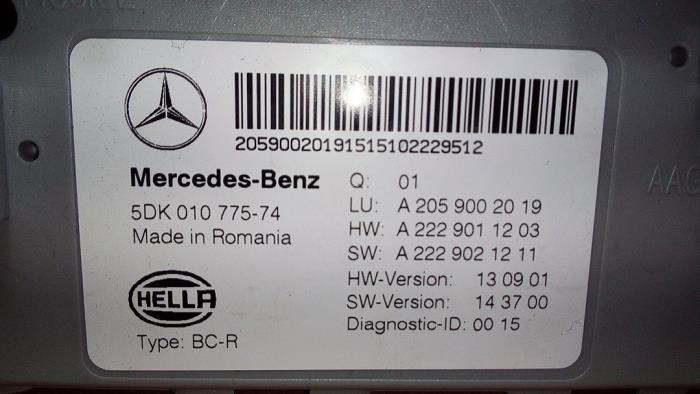 20590020191515102229512
Mercedes-Benz
5DK 010 775-74
Made in Romania
HELLA
Type: BC-R
Q: 01
LU: A 205 900 20 19
HW: A 222 901 12 03
SW: A 222 902 12 11
HW-Version: 13 09 01
SW-Version: 14 37 00
Diagnostic-ID: 00 15